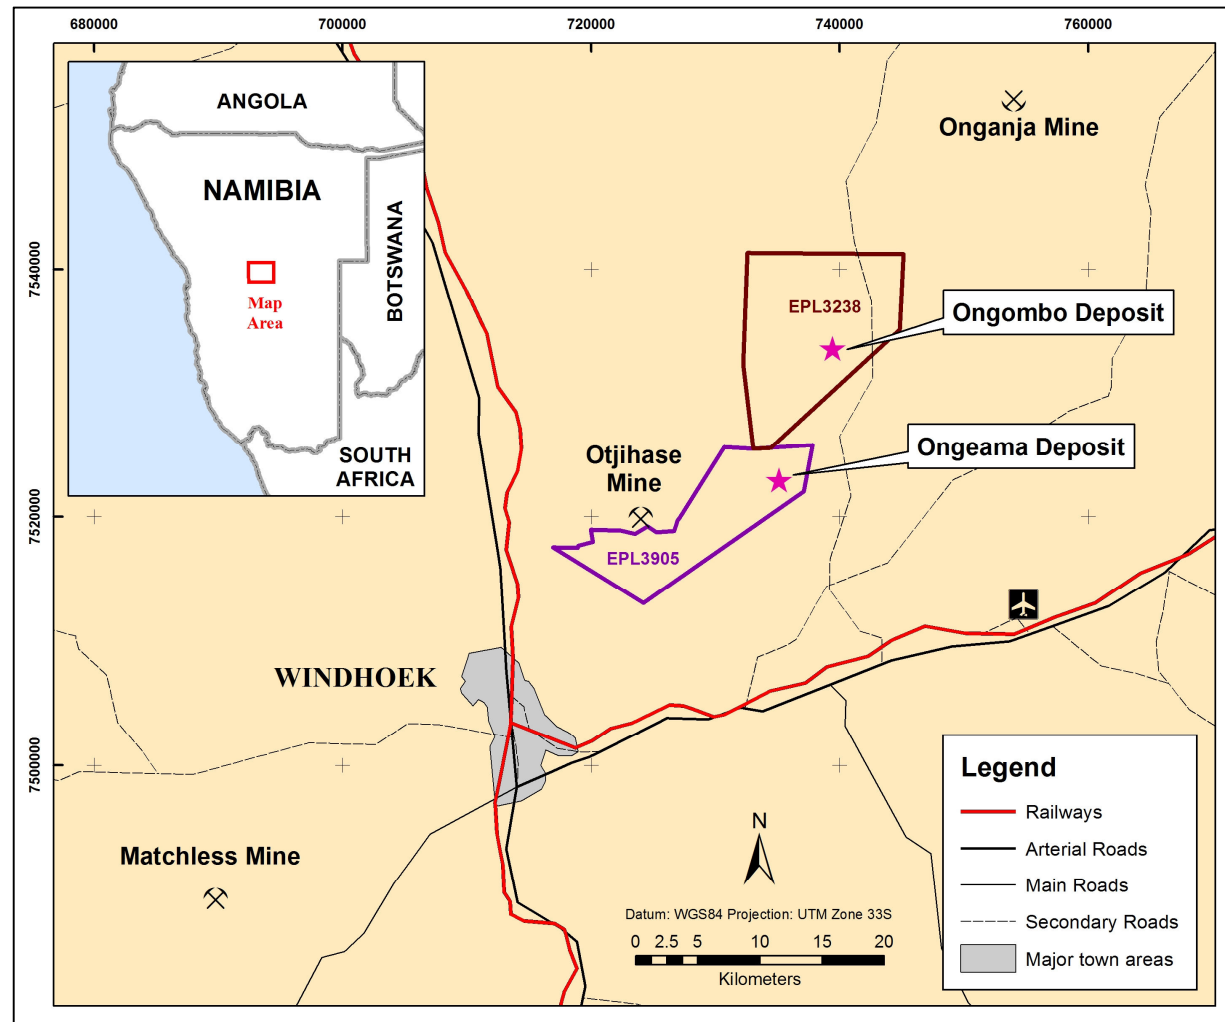 680000
700000
720000
740000
760000
7540000
7520000
7500000
ANGOLA
NAMIBIA
BOTSWANA
Map
Area
SOUTH
AFRICA
Onganja Mine
EPL3238
Ongombo Deposit
Ongeama Deposit
Otjihase
Mine
EPL3905
WINDHOEK
Matchless Mine
N
Datum: WGS84 Projection: UTM Zone 33S
0 2.5 5 10 15 20
Kilometers
Legend
Railways
Arterial Roads
Main Roads
Secondary Roads
Major town areas